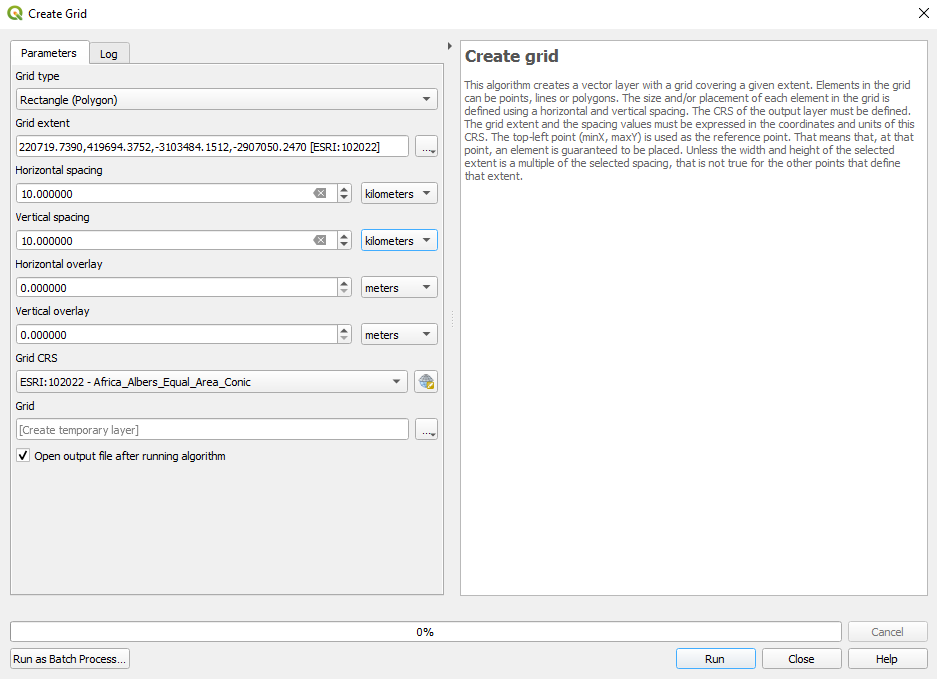 Create Grid
Parameters
Log
Grid type
Rectangle (Polygon)
Grid extent
220719.7390,419694.3752,-3103484.1512,-2907050.2470 [ESRI:102022]
...
Horizontal spacing
10.000000
kilometers
Vertical spacing
10.000000
kilometers
Horizontal overlay
0.000000
meters
Vertical overlay
0.000000
meters
Grid CRS
ESRI:102022 - Africa_Albers_Equal_Area_Conic
Grid
[Create temporary layer]
...
Open output file after running algorithm
Create grid
This algorithm creates a vector layer with a grid covering a given extent. Elements in the grid
can be points, lines or polygons. The size and/or placement of each element in the grid is
defined using a horizontal and vertical spacing. The CRS of the output layer must be defined.
The grid extent and the spacing values must be expressed in the coordinates and units of this
CRS. The top-left point (minX, maxY) is used as the reference point. That means that, at that
point, an element is guaranteed to be placed. Unless the width and height of the selected
extent is a multiple of the selected spacing, that is not true for the other points that define
that extent.
0%
Cancel
Run as Batch Process...
Run
Close
Help